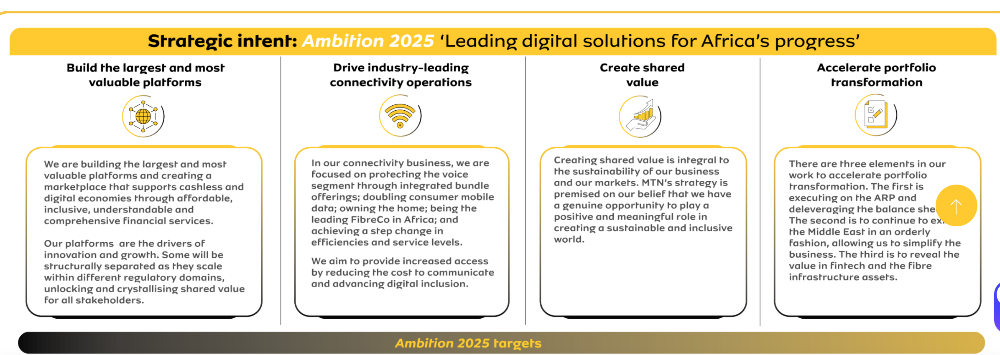 Strategic intent: Ambition 2025 ‘Leading digital solutions for Africa’s progress’
Build the largest and most
valuable platforms
We are building the largest and most
valuable platforms and creating a
marketplace that supports cashless and
digital economies through affordable,
inclusive, understandable and
comprehensive financial services.
Our platforms are the drivers of
innovation and growth. Some will be
structurally separated as they scale
within different regulatory domains,
unlocking and crystallising shared value
for all stakeholders.
Drive industry-leading
connectivity operations
In our connectivity business, we are
focused on protecting the voice
segment through integrated bundle
offerings; doubling consumer mobile
data; owning the home; being the
leading FibreCo in Africa; and
achieving a step change in
efficiencies and service levels.
We aim to provide increased access
by reducing the cost to communicate
and advancing digital inclusion.
Create shared
value
Creating shared value is integral to
the sustainability of our business
and our markets. MTN’s strategy is
premised on our belief that we have
a genuine opportunity to play a
positive and meaningful role in
creating a sustainable and inclusive
world.
Accelerate portfolio
transformation
There are three elements in our
work to accelerate portfolio
transformation. The first is
executing on the ARP and
deleveraging the balance
The second is to continue to
the Middle East in an orderly
fashion, allowing us to simplify the
business. The third is to reveal the
value in fintech and the fibre
infrastructure assets.
Ambition 2025 targets